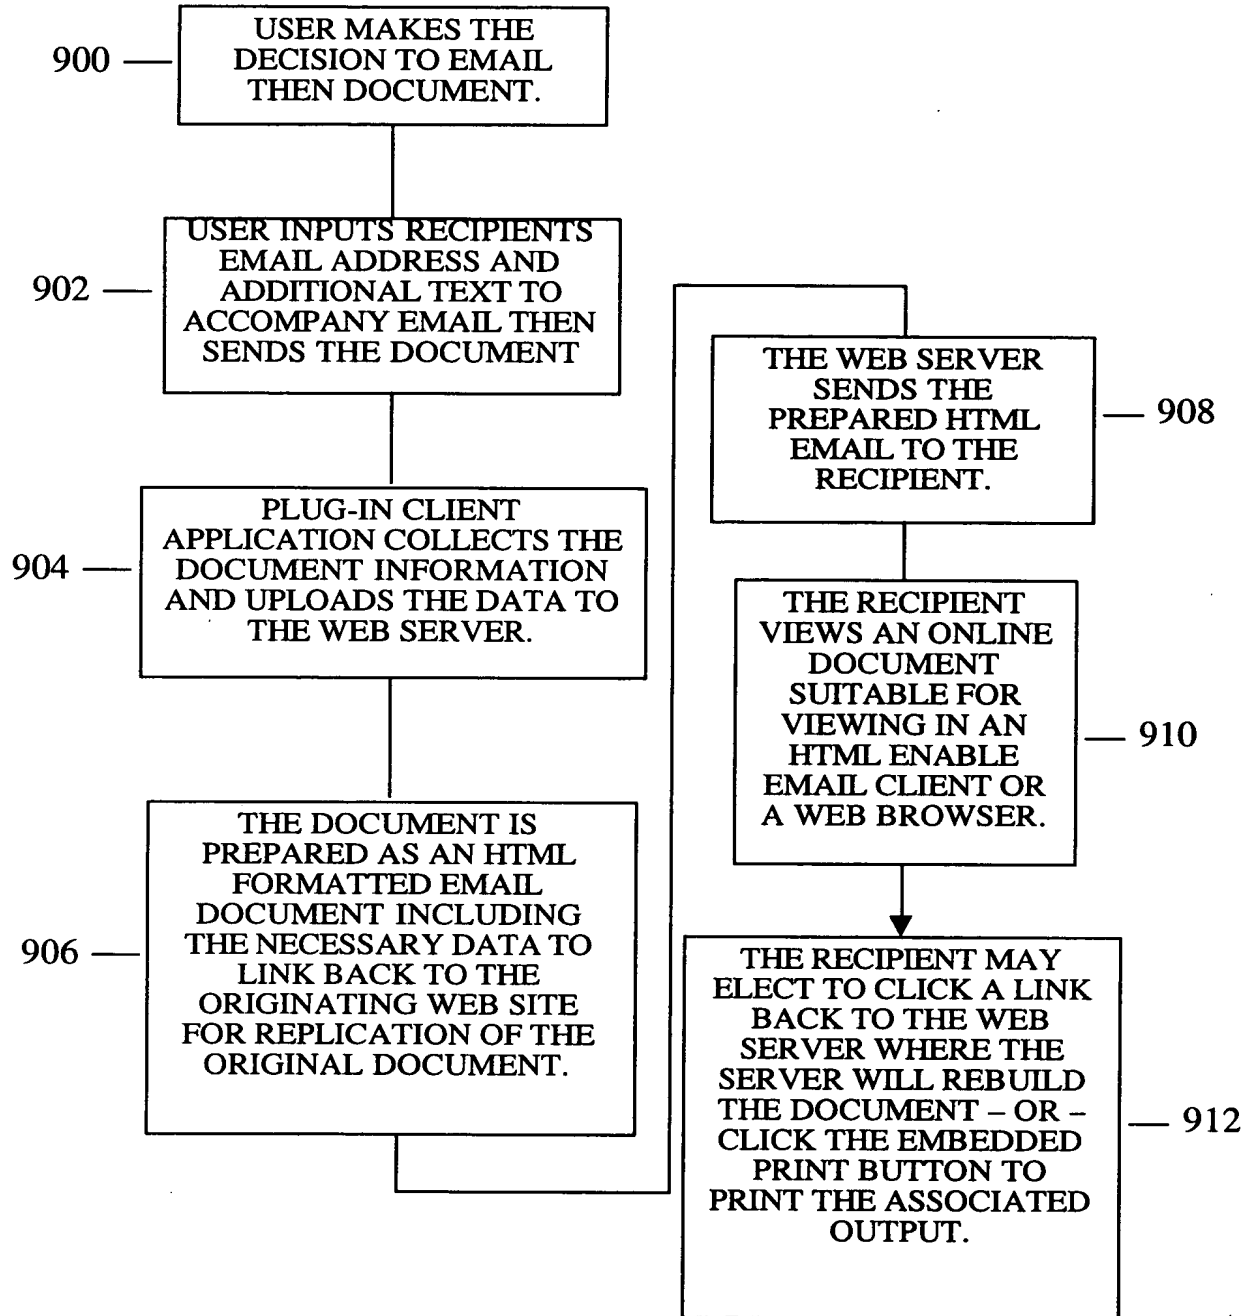 900
USER MAKES THE
DECISION TO EMAIL
THEN DOCUMENT.
902
USER INPUTS RECIPIENTS
EMAIL ADDRESS AND
ADDITIONAL TEXT TO
ACCOMPANY EMAIL THEN
SENDS THE DOCUMENT
904
PLUG-IN CLIENT
APPLICATION COLLECTS THE
DOCUMENT INFORMATION
AND UPLOADS THE DATA TO
THE WEB SERVER.
906
THE DOCUMENT IS
PREPARED AS AN HTML
FORMATTED EMAIL
DOCUMENT INCLUDING
THE NECESSARY DATA TO
LINK BACK TO THE
ORIGINATING WEB SITE
FOR REPLICATION OF THE
ORIGINAL DOCUMENT.
THE WEB SERVER
SENDS THE
PREPARED HTML
EMAIL TO THE
RECIPIENT.
908
THE RECIPIENT
VIEWS AN ONLINE
DOCUMENT
SUITABLE FOR
VIEWING IN AN
HTML ENABLE
EMAIL CLIENT OR
A WEB BROWSER.
910
THE RECIPIENT MAY
ELECT TO CLICK A LINK
BACK TO THE WEB
SERVER WHERE THE
SERVER WILL REBUILD
THE DOCUMENT – OR –
CLICK THE EMBEDDED
PRINT BUTTON TO
PRINT THE ASSOCIATED
OUTPUT.
912